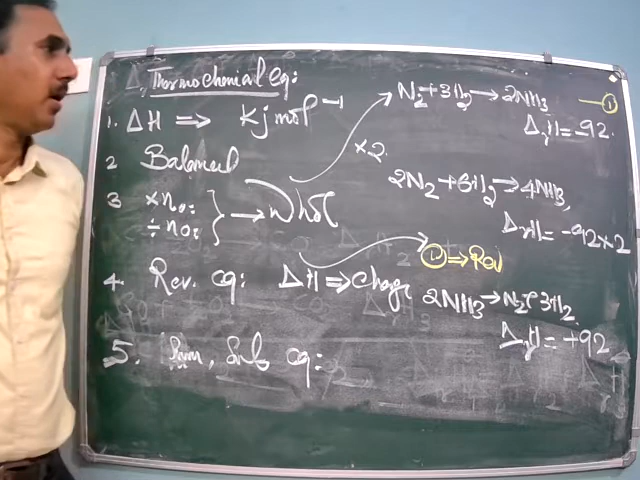 Thermochemical eq:
1. ΔH ⇒ Kj mol⁻¹
2 Balanced
3 × no:
÷ no: } →
4. Rev. eq: ΔH ⇒ Change
5. Sum, Sub eq:
N₂+3H₂ → 2NH₃ —①
ΔᵣH = -92.
×2
2N₂+6H₂ → 4NH₃,
ΔᵣH = -92×2
① ⇒ Rev
2NH₃ → N₂+3H₂
ΔᵣH = +92